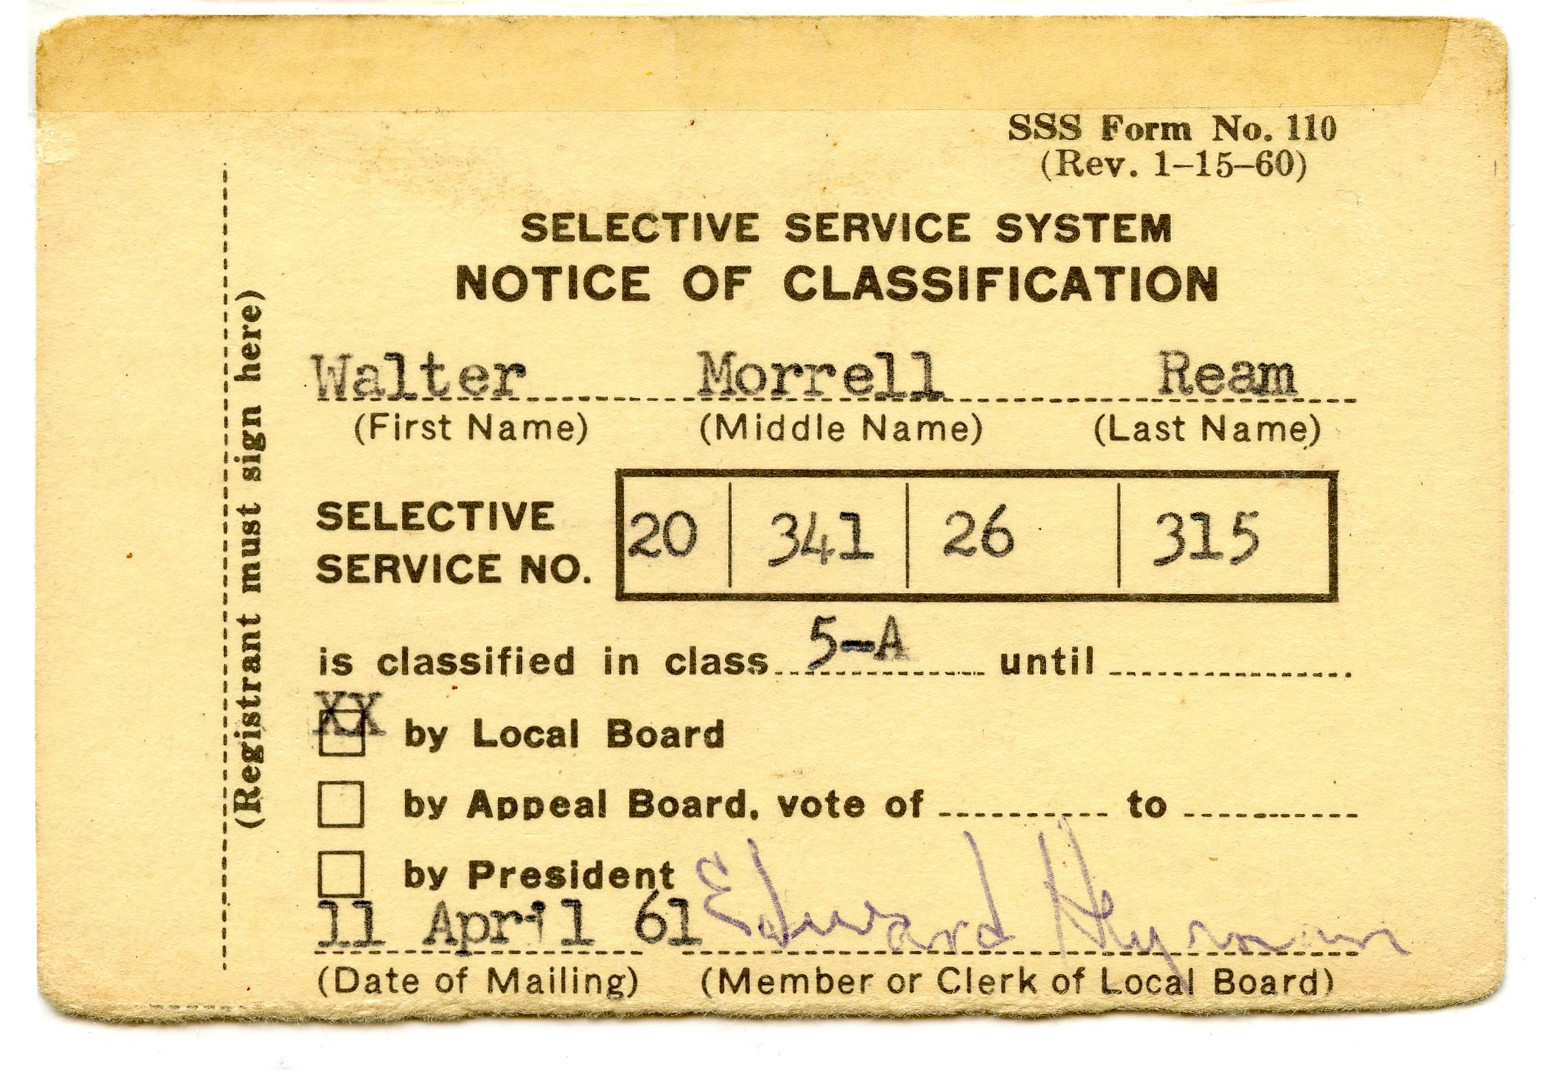 SSS Form No. 110
(Rev. 1–15–60)
SELECTIVE SERVICE SYSTEM
NOTICE OF CLASSIFICATION
Walter Morrell Ream
(First Name) (Middle Name) (Last Name)
SELECTIVE SERVICE NO. 20 341 26 315
is classified in class 5-A until
XX by Local Board
by Appeal Board, vote of to
by President
11 April 61 Edward Hyman
(Date of Mailing) (Member or Clerk of Local Board)
(Registrant must sign here)